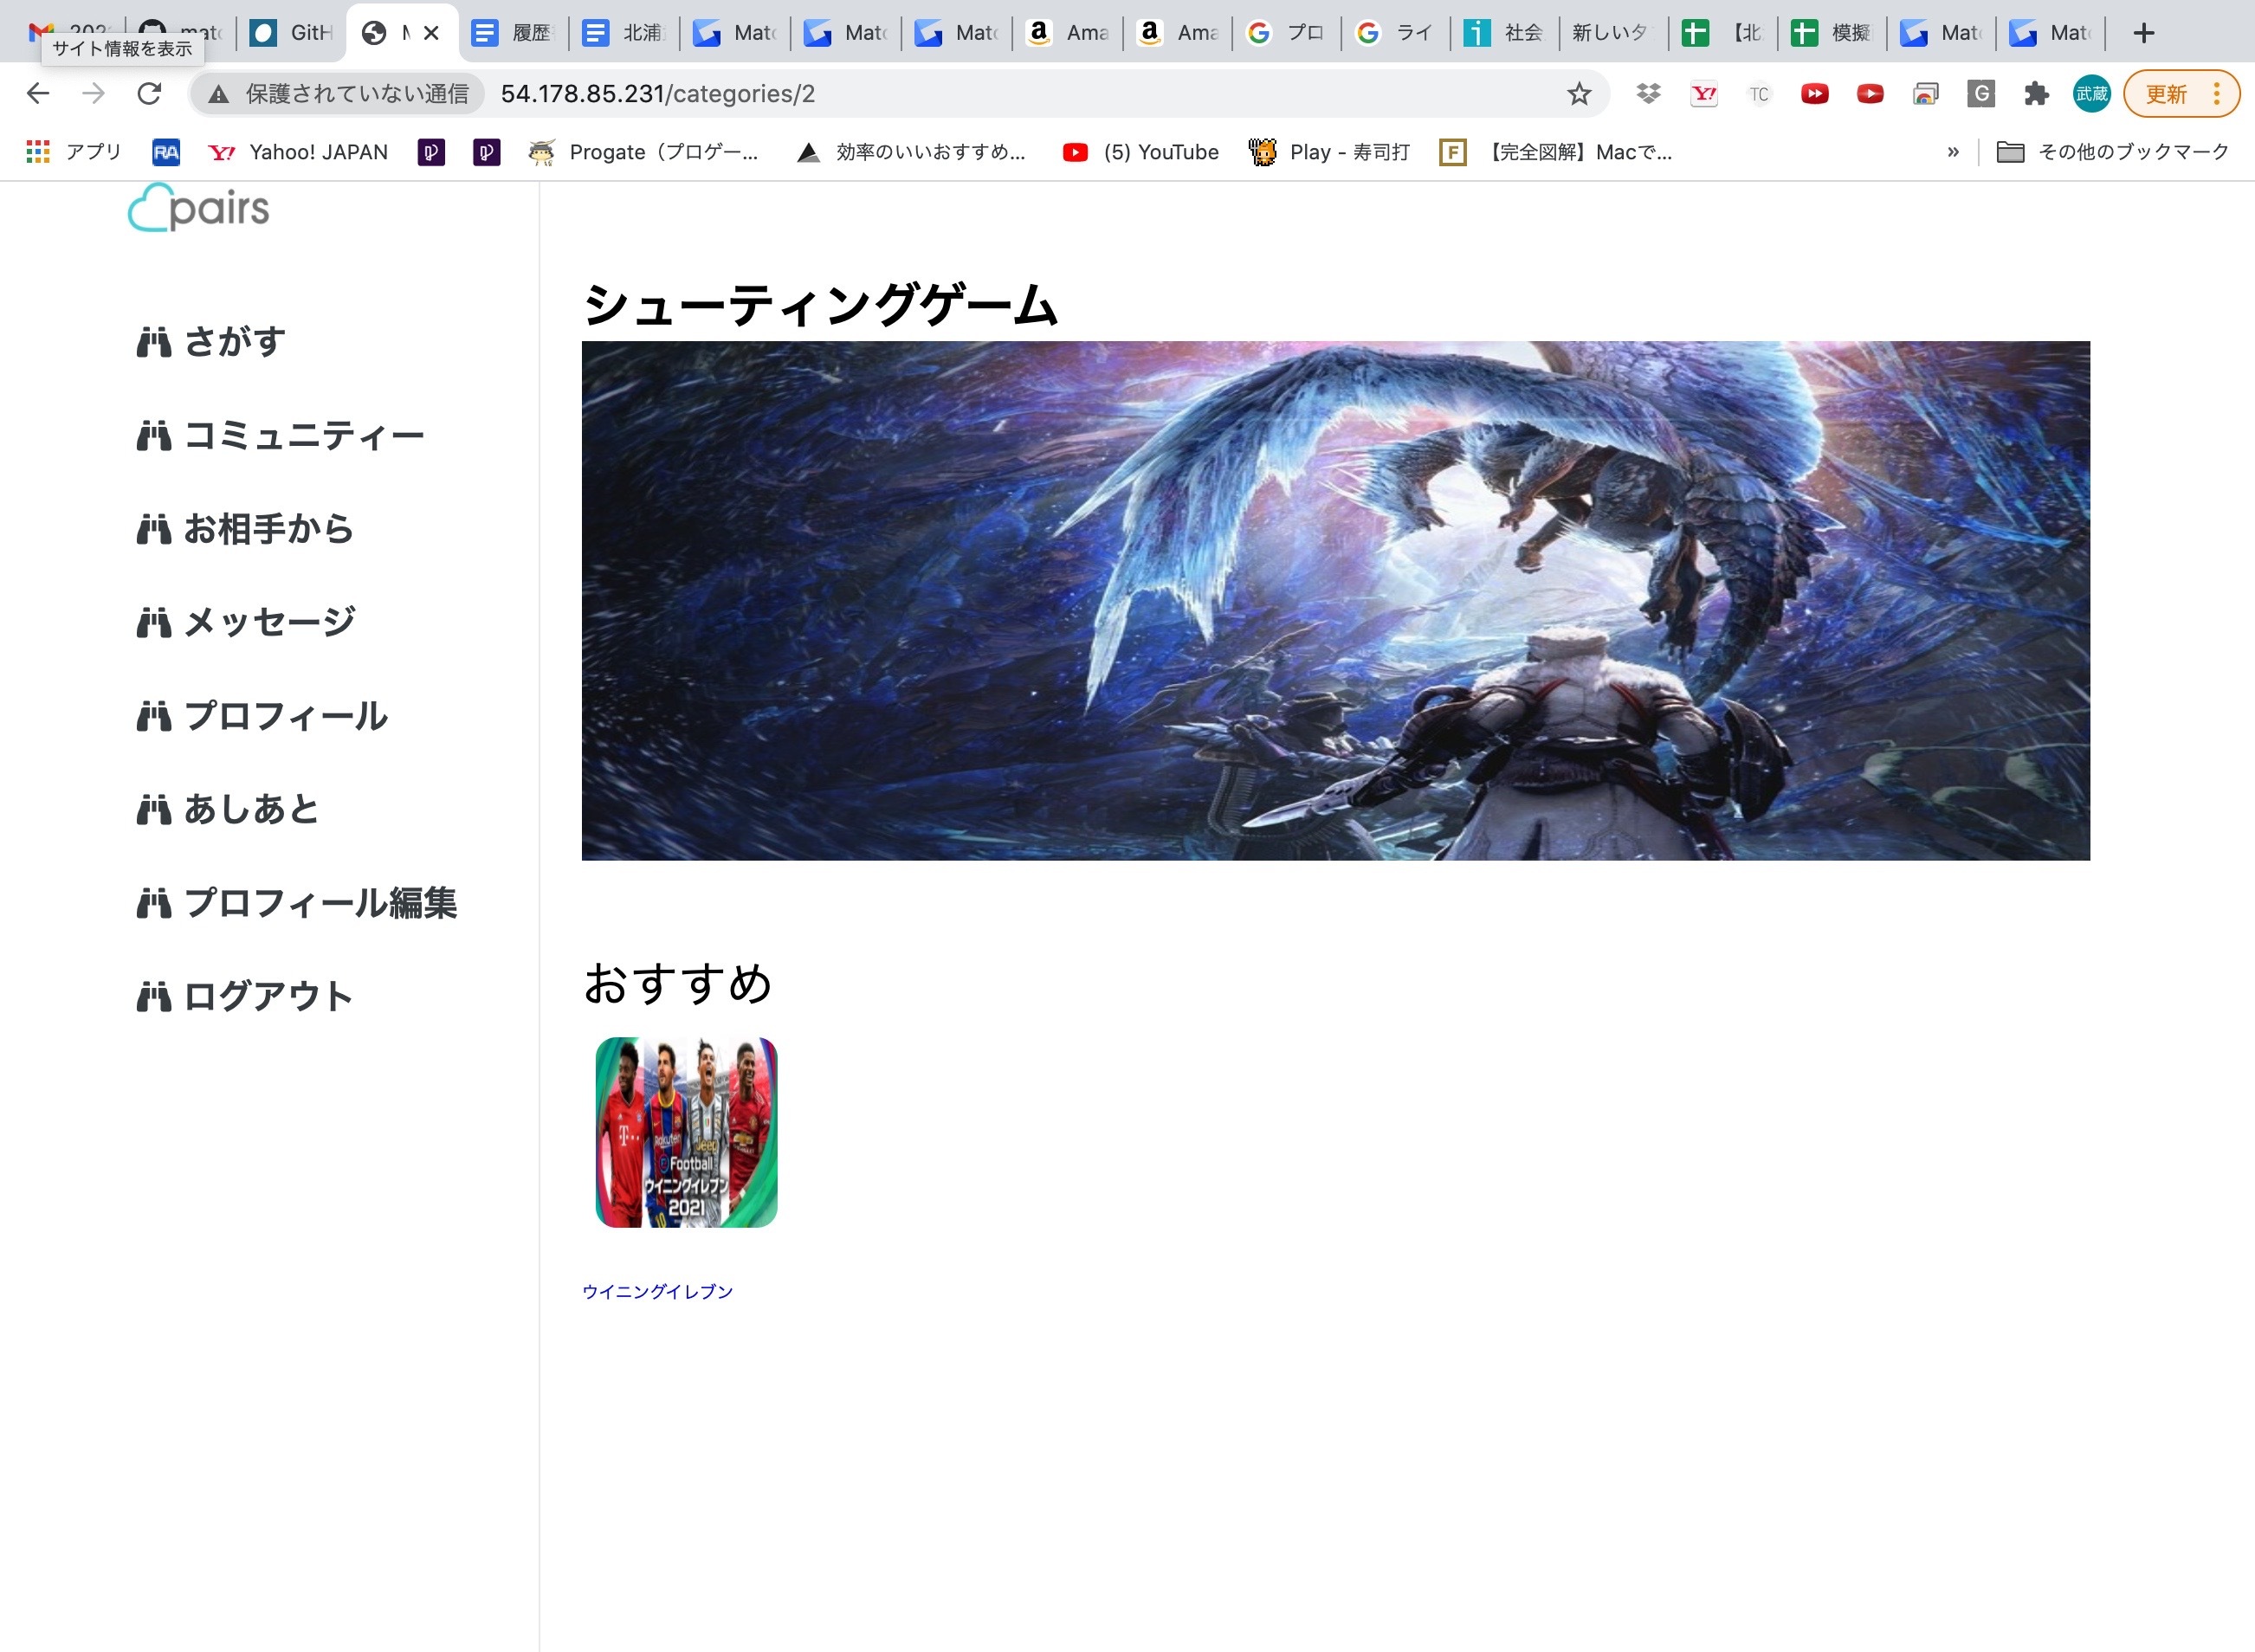 サイト情報を表示
GitH
履歴
北浦
Matc
Matc
Matc
Ama
Ama
プロ
ライ
社会
新しいタ
【北
模擬
Matc
Matc
保護されていない通信
54.178.85.231/categories/2
TC
武蔵
更新
アプリ
Yahoo! JAPAN
Progate（プロゲー...
効率のいいおすすめ...
(5) YouTube
Play - 寿司打
【完全図解】Macで...
»
その他のブックマーク
pairs
さがす
コミュニティー
お相手から
メッセージ
プロフィール
あしあと
プロフィール編集
ログアウト
シューティングゲーム
おすすめ
Rakuten
Jeep
Football
ウイニングイレブン
2021
ウイニングイレブン